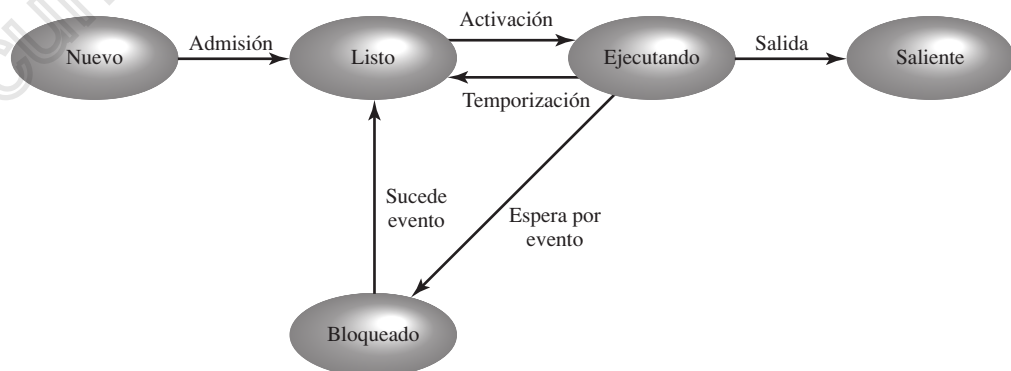 Activación
Nuevo
Admisión
Listo
Ejecutando
Salida
Saliente
Temporización
Sucede
evento
Espera por
evento
Bloqueado